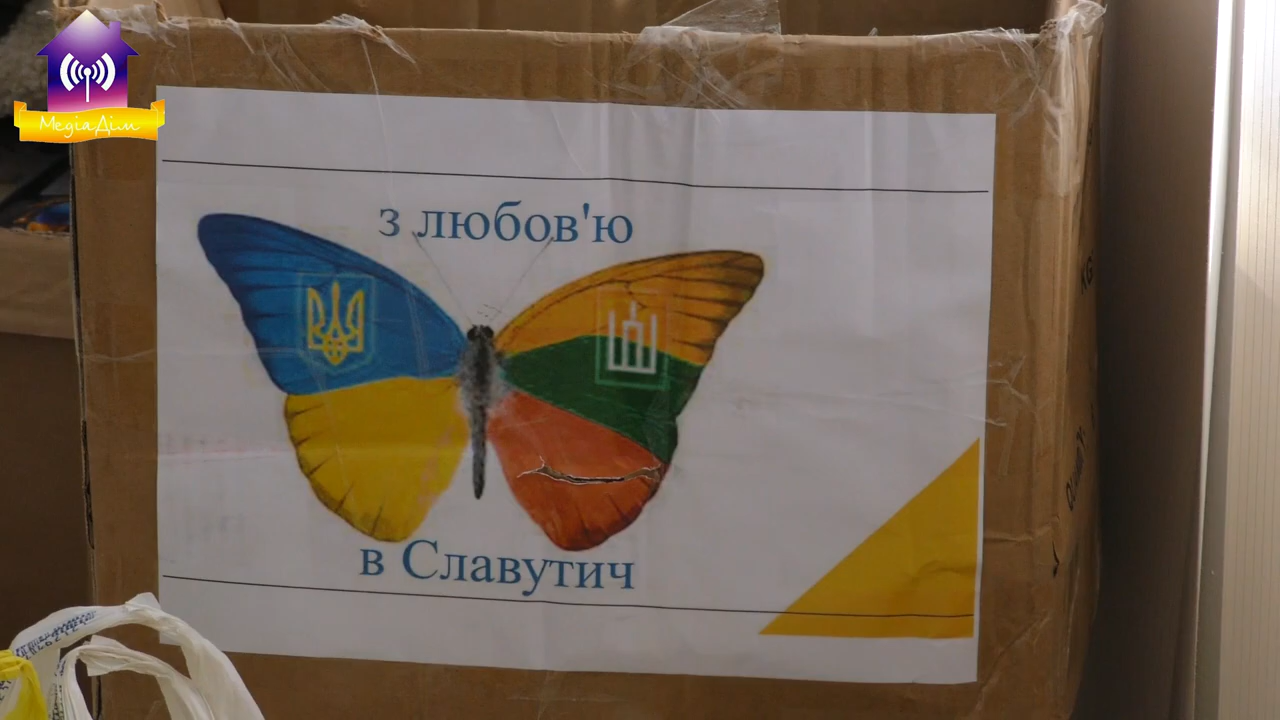 МедіаДім
з любов'ю
в Славутич